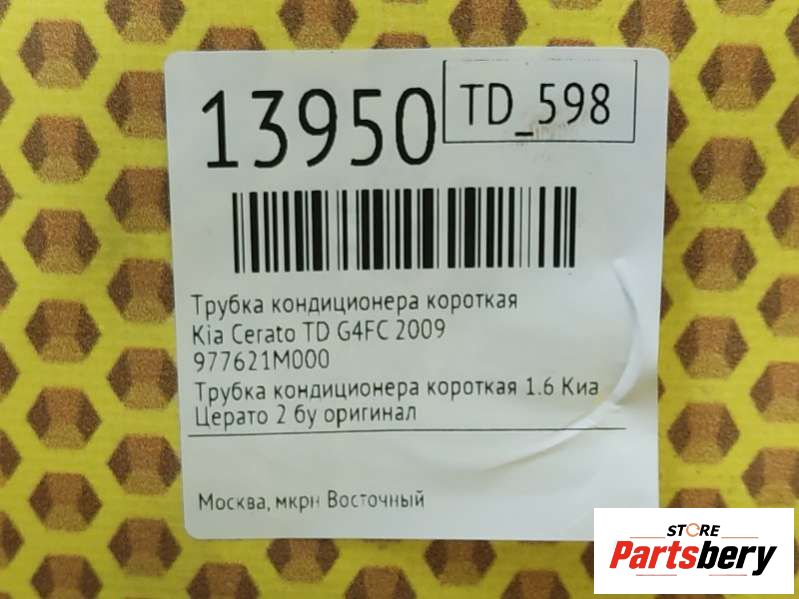 13950
TD_598
Трубка кондиционера короткая
Kia Cerato TD G4FC 2009
977621M000
Трубка кондиционера короткая 1.6 Киа
Церато 2 бу оригинал
Москва, мкрн Восточный
STORE
Partsbery